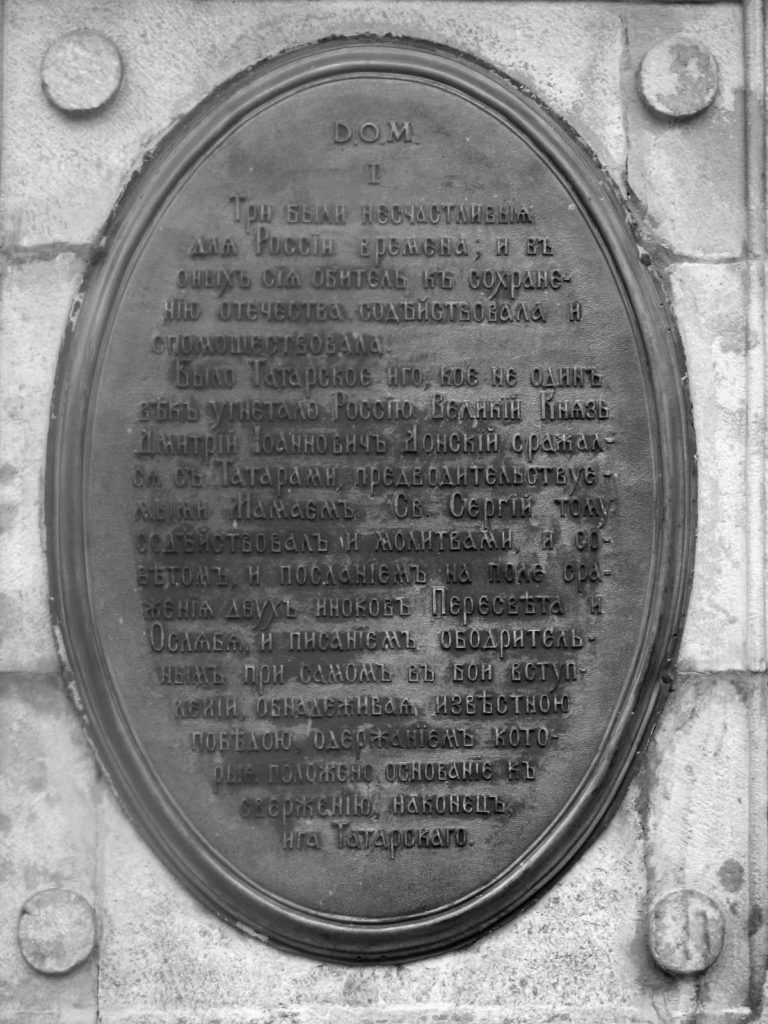 D.O.M.
I
Три были несчастливыя
для Россіи времена; и въ
оныхъ сія обитель къ сохране-
нію отечества содѣйствовала и
спомоществовала.
Было Татарское иго, кое не одинъ
вѣкъ угнетало Россію. Великій Князь
Дмитрій Іоанновичъ Донскій сражал-
ся съ Татарами, предводительствуе-
мыми Мамаемъ. Св. Сергій тому
содѣйствовалъ и молитвами, и со-
вѣтомъ, и посланіемъ на поле сра-
женія двухъ иноковъ Пересвѣта и
Ослябя, и писаніемъ ободритель-
нымъ при самомъ въ бой вступ-
леніи, обнадеживая извѣстною
побѣдою, одержаніемъ кото-
рыя положено основаніе къ
сверженію, наконецъ,
ига Татарскаго.